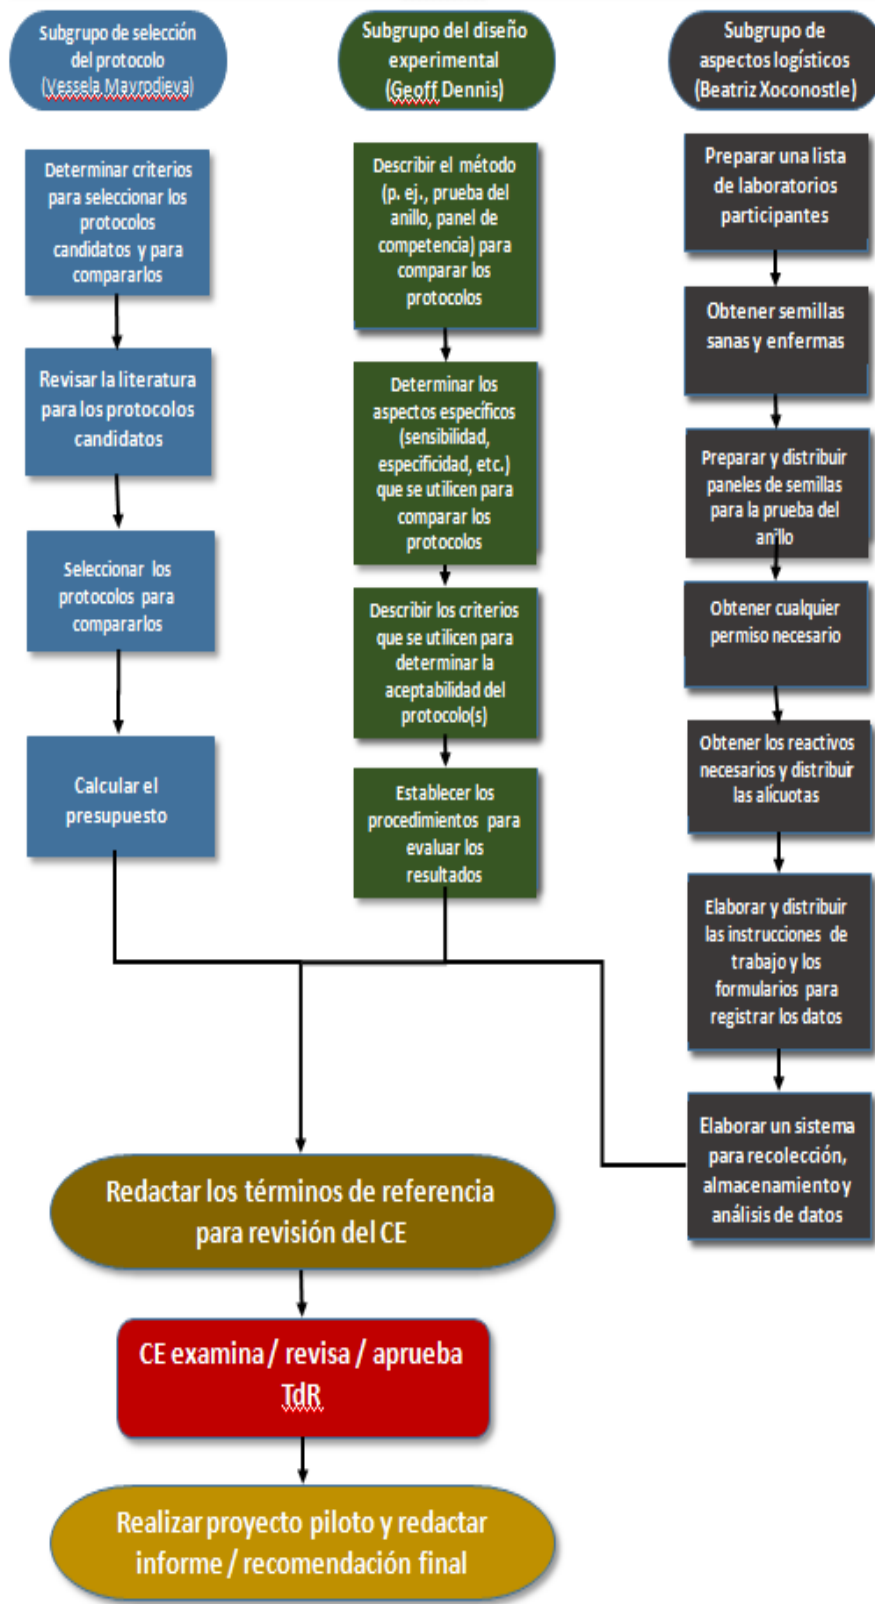 Subgrupo de selección
del protocolo
(Vessela Mavrodieva)
Determinar criterios
para seleccionar los
protocolos
candidatos y para
compararlos
Revisar la literatura
para los protocolos
candidatos
Seleccionar los
protocolos para
compararlos
Calcular el
presupuesto
Subgrupo del diseño
experimental
(Geoff Dennis)
Describir el método
(p. ej., prueba del
anillo, panel de
competencia) para
comparar los
protocolos
Determinar los
aspectos específicos
(sensibilidad,
especificidad, etc.)
que se utilicen para
comparar los
protocolos
Describir los criterios
que se utilicen para
determinar la
aceptabilidad del
protocolo(s)
Establecer los
procedimientos para
evaluar los
resultados
Subgrupo de
aspectos logísticos
(Beatriz Xoconostle)
Preparar una lista
de laboratorios
participantes
Obtener semillas
sanas y enfermas
Preparar y distribuir
paneles de semillas
para la prueba del
anillo
Obtener cualquier
permiso necesario
Obtener los reactivos
necesarios y distribuir
las alícuotas
Elaborar y distribuir
las instrucciones de
trabajo y los
formularios para
registrar los datos
Elaborar un sistema
para recolección,
almacenamiento y
análisis de datos
Redactar los términos de referencia
para revisión del CE
CE examina / revisa / aprueba
TdR
Realizar proyecto piloto y redactar
informe / recomendación final